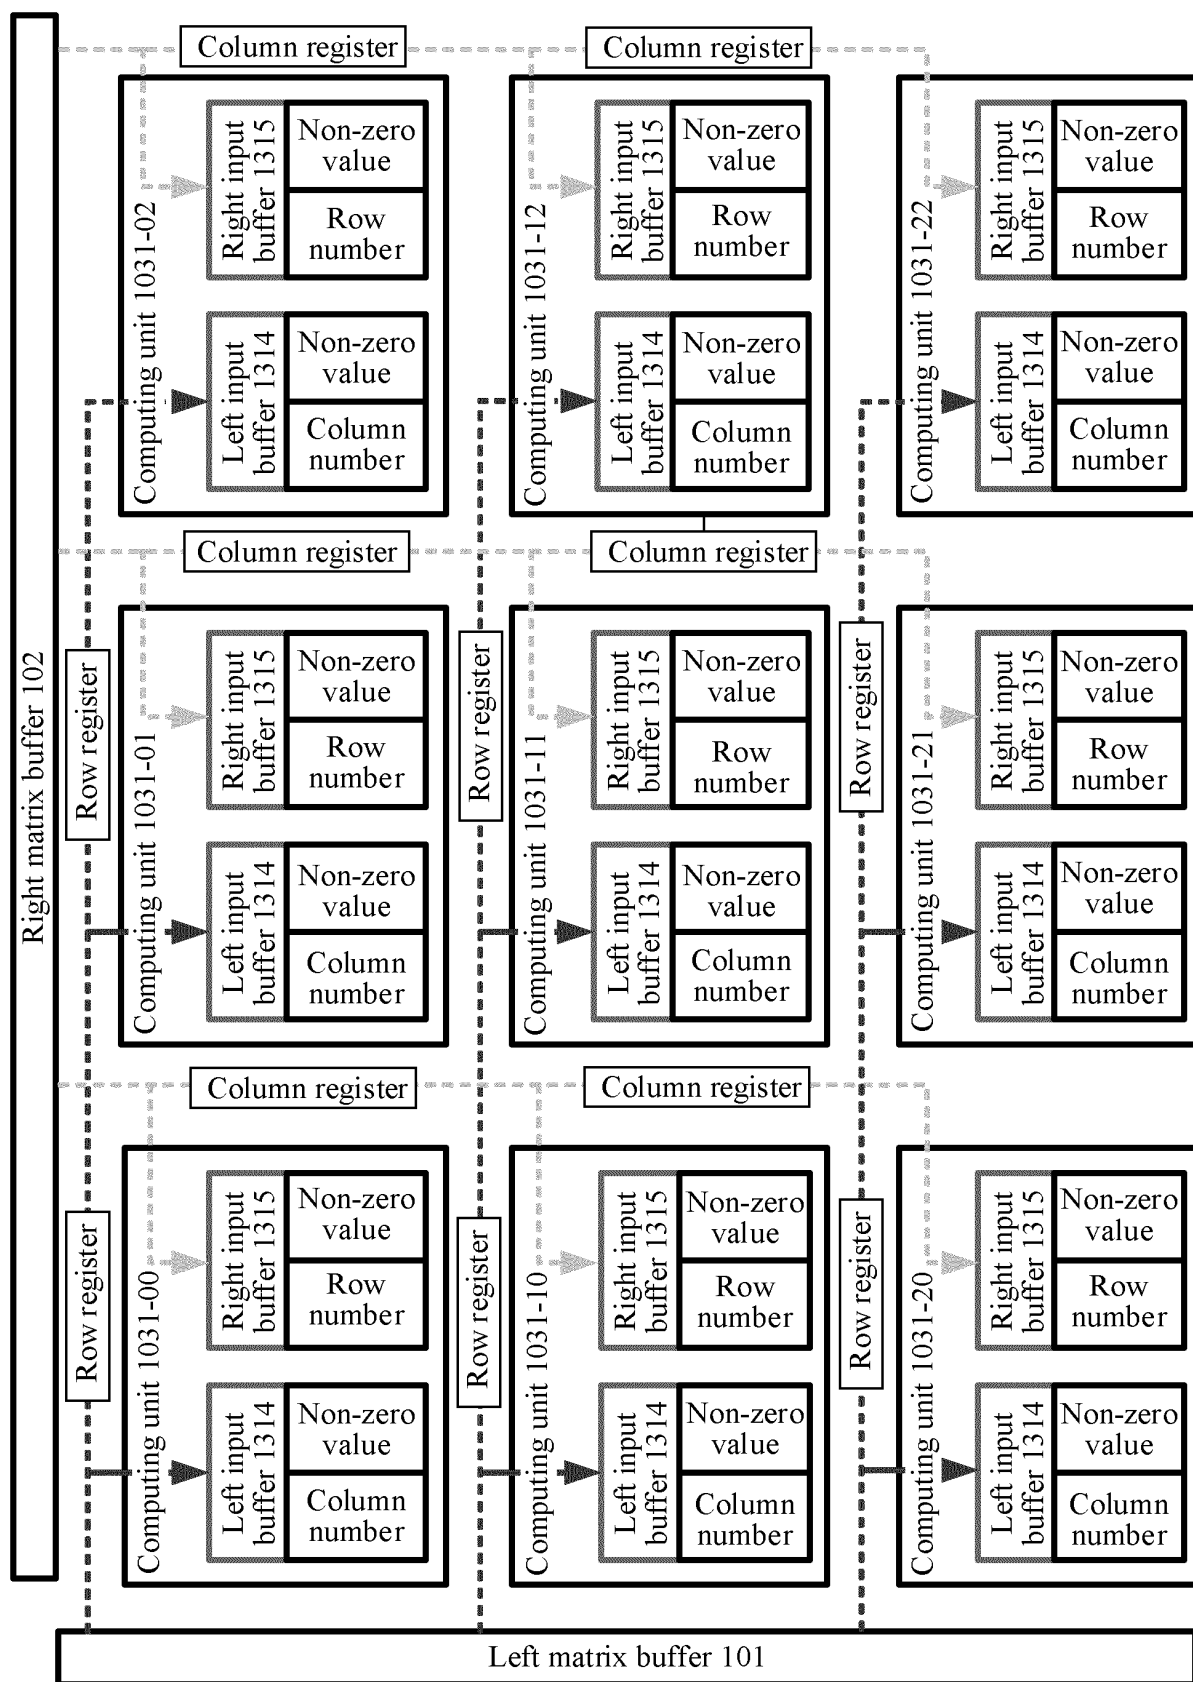 Right matrix buffer 102
Column register
Column register
Computing unit 1031-02
Right input
buffer 1315
Non-zero
value
Row
number
Left input
buffer 1314
Non-zero
value
Column
number
Computing unit 1031-12
Right input
buffer 1315
Non-zero
value
Row
number
Left input
buffer 1314
Non-zero
value
Column
number
Computing unit 1031-22
Right input
buffer 1315
Non-zero
value
Row
number
Left input
buffer 1314
Non-zero
value
Column
number
Column register
Column register
Row register
Computing unit 1031-01
Right input
buffer 1315
Non-zero
value
Row
number
Left input
buffer 1314
Non-zero
value
Column
number
Row register
Computing unit 1031-11
Right input
buffer 1315
Non-zero
value
Row
number
Left input
buffer 1314
Non-zero
value
Column
number
Row register
Computing unit 1031-21
Right input
buffer 1315
Non-zero
value
Row
number
Left input
buffer 1314
Non-zero
value
Column
number
Column register
Column register
Row register
Computing unit 1031-00
Right input
buffer 1315
Non-zero
value
Row
number
Left input
buffer 1314
Non-zero
value
Column
number
Row register
Computing unit 1031-10
Right input
buffer 1315
Non-zero
value
Row
number
Left input
buffer 1314
Non-zero
value
Column
number
Row register
Computing unit 1031-20
Right input
buffer 1315
Non-zero
value
Row
number
Left input
buffer 1314
Non-zero
value
Column
number
Left matrix buffer 101